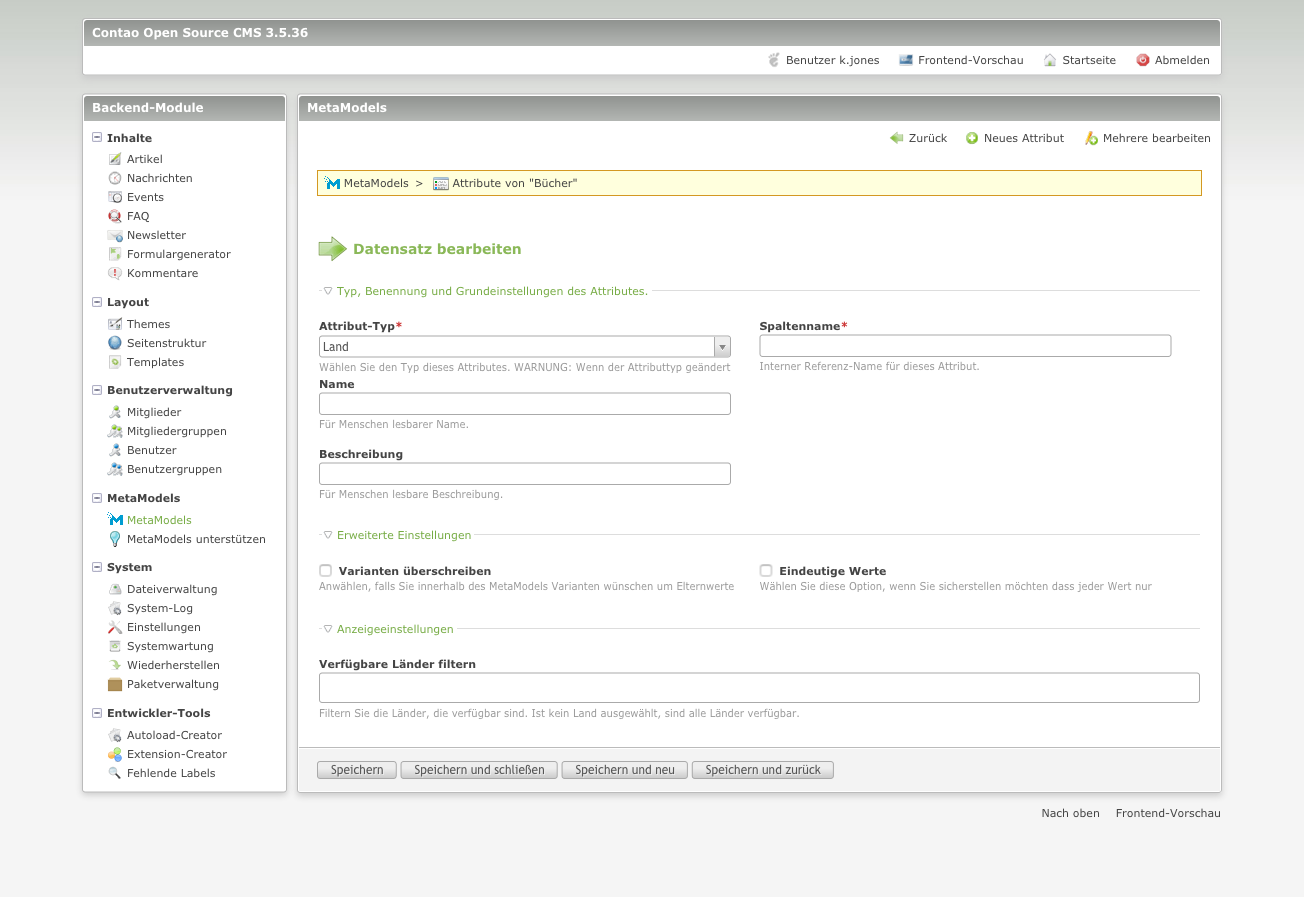 Contao Open Source CMS 3.5.36
Benutzer k.jones Frontend-Vorschau Startseite Abmelden
Backend-Module
Inhalte
Artikel
Nachrichten
Events
FAQ
Newsletter
Formulargenerator
Kommentare
Layout
Themes
Seitenstruktur
Templates
Benutzerverwaltung
Mitglieder
Mitgliedergruppen
Benutzer
Benutzergruppen
MetaModels
MetaModels
MetaModels unterstützen
System
Dateiverwaltung
System-Log
Einstellungen
Systemwartung
Wiederherstellen
Paketverwaltung
Entwickler-Tools
Autoload-Creator
Extension-Creator
Fehlende Labels
MetaModels
Zurück Neues Attribut Mehrere bearbeiten
MetaModels > Attribute von "Bücher"
Datensatz bearbeiten
Typ, Benennung und Grundeinstellungen des Attributes.
Attribut-Typ*
Land
Wählen Sie den Typ dieses Attributes. WARNUNG: Wenn der Attributtyp geändert
Spaltenname*
Interner Referenz-Name für dieses Attribut.
Name
Für Menschen lesbarer Name.
Beschreibung
Für Menschen lesbare Beschreibung.
Erweiterte Einstellungen
Varianten überschreiben
Anwählen, falls Sie innerhalb des MetaModels Varianten wünschen um Elternwerte
Eindeutige Werte
Wählen Sie diese Option, wenn Sie sicherstellen möchten dass jeder Wert nur
Anzeigeeinstellungen
Verfügbare Länder filtern
Filtern Sie die Länder, die verfügbar sind. Ist kein Land ausgewählt, sind alle Länder verfügbar.
Speichern Speichern und schließen Speichern und neu Speichern und zurück
Nach oben Frontend-Vorschau